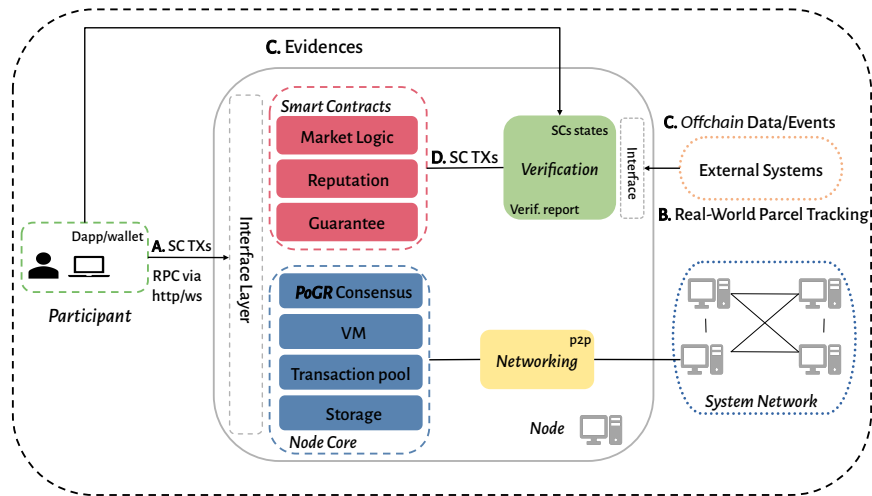 C. Evidences
Smart Contracts
Market Logic
Reputation
Guarantee
D. SC TXs
SCs states
Verification
Verif. report
Interface
C. Offchain Data/Events
External Systems
B. Real-World Parcel Tracking
Dapp/wallet
Participant
A. SC TXs
RPC via
http/ws
Interface Layer
PoGR Consensus
VM
Transaction pool
Storage
Node Core
p2p
Networking
Node
System Network